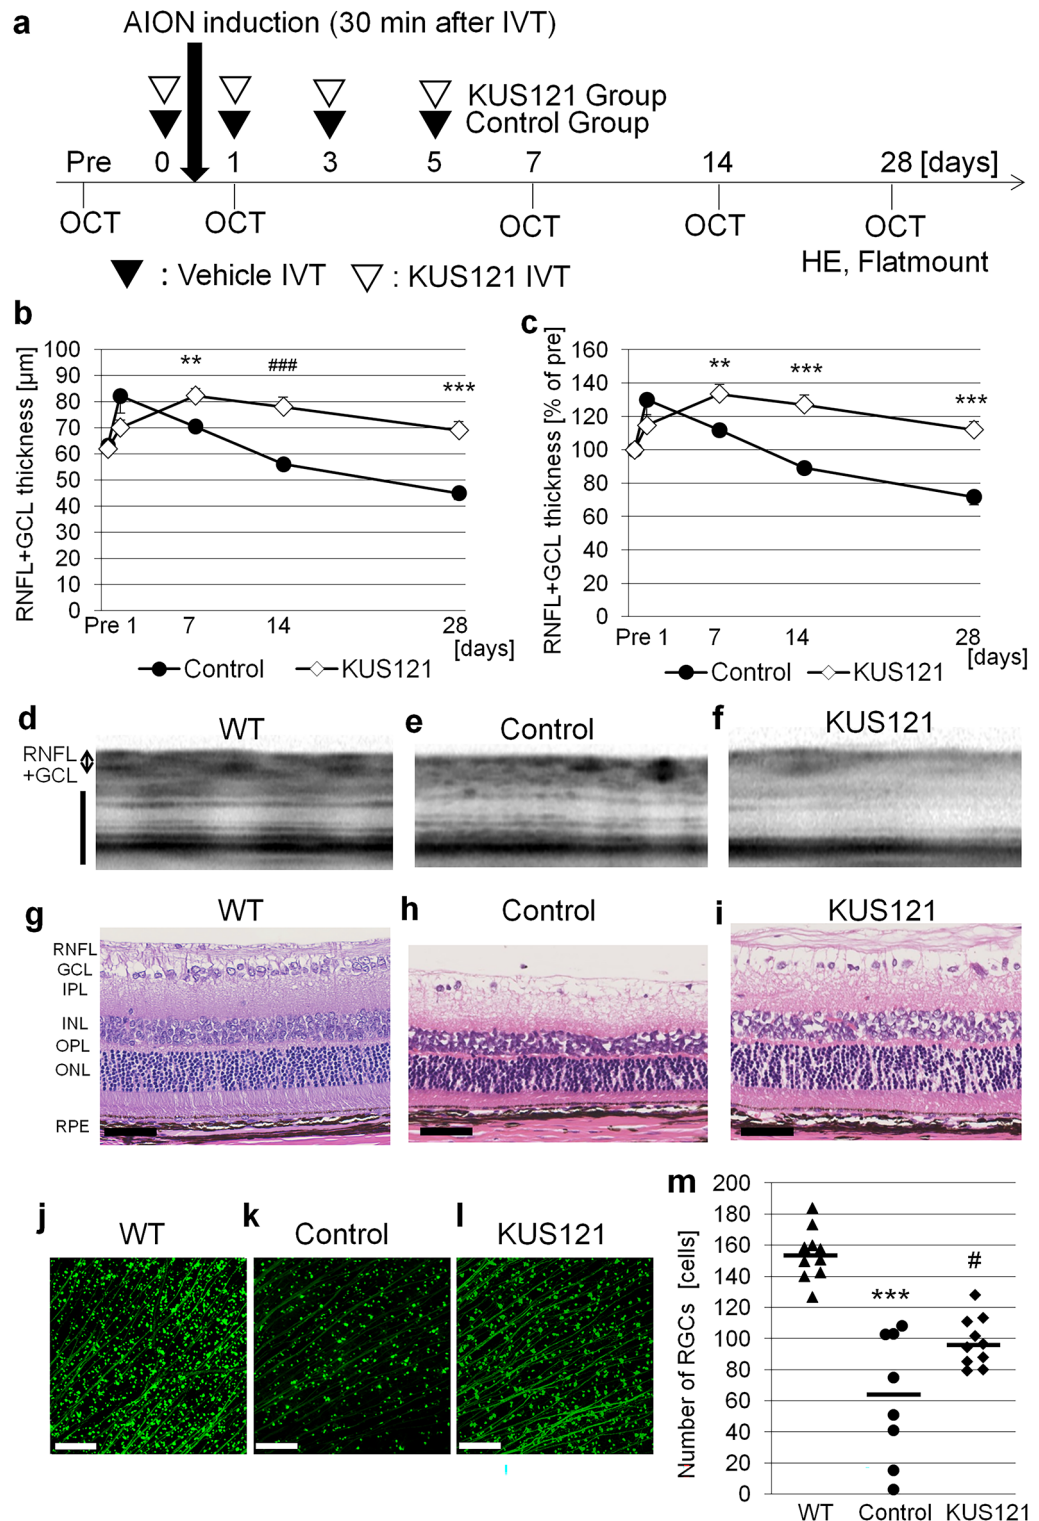 a
AION induction (30 min after IVT)
KUS121 Group
Control Group
Pre 0 1 3 5 7 14 28 [days]
OCT OCT OCT OCT OCT
HE, Flatmount
: Vehicle IVT : KUS121 IVT
b
RNFL+GCL thickness [µm]
100
90
80
70
60
50
40
30
20
10
0
** ### ***
Pre 1 7 14 28
[days]
Control KUS121
c
RNFL+GCL thickness [% of pre]
160
140
120
100
80
60
40
20
0
** *** ***
Pre 1 7 14 28
[days]
Control KUS121
d WT
RNFL
+GCL
e Control
f KUS121
g WT
RNFL
GCL
IPL
INL
OPL
ONL
RPE
h Control
i KUS121
j WT
k Control
l KUS121
m
Number of RGCs [cells]
200
180
160
140
120
100
80
60
40
20
0
*** #
WT Control KUS121